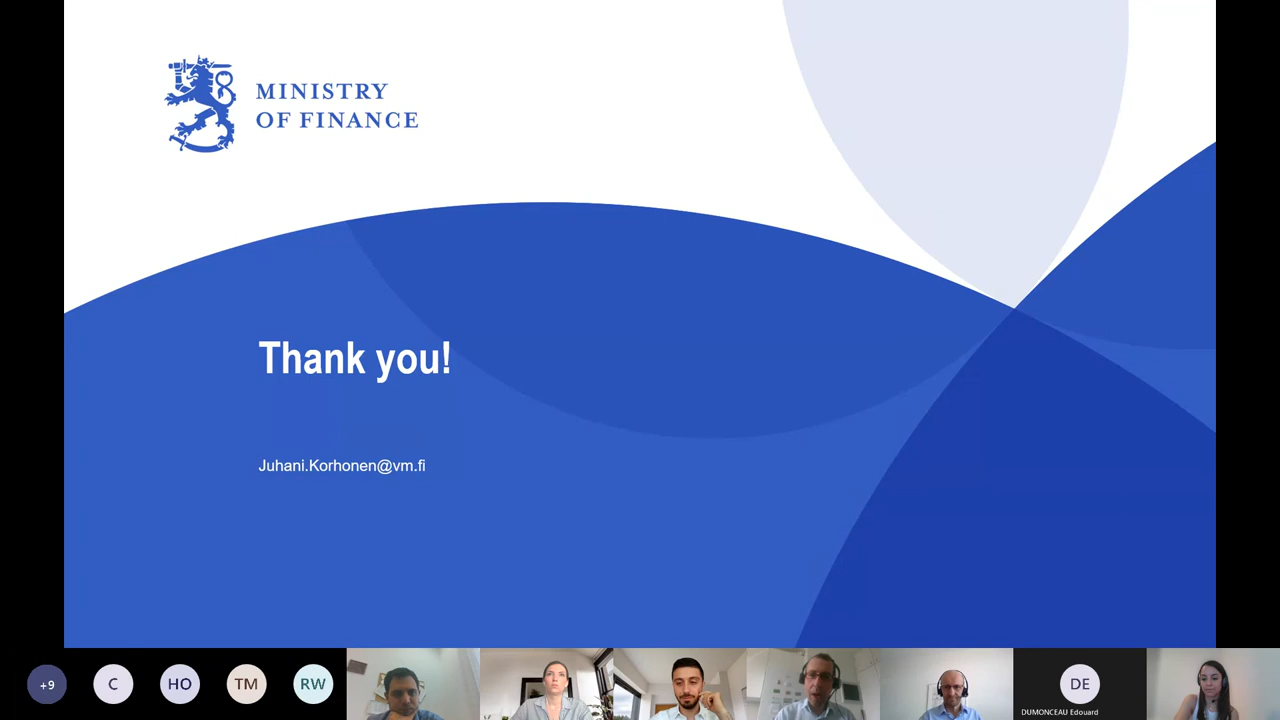 MINISTRY
OF FINANCE
Thank you!
Juhani.Korhonen@vm.fi
+9
C
HO
TM
RW
DE
DUMONCEAU Edouard